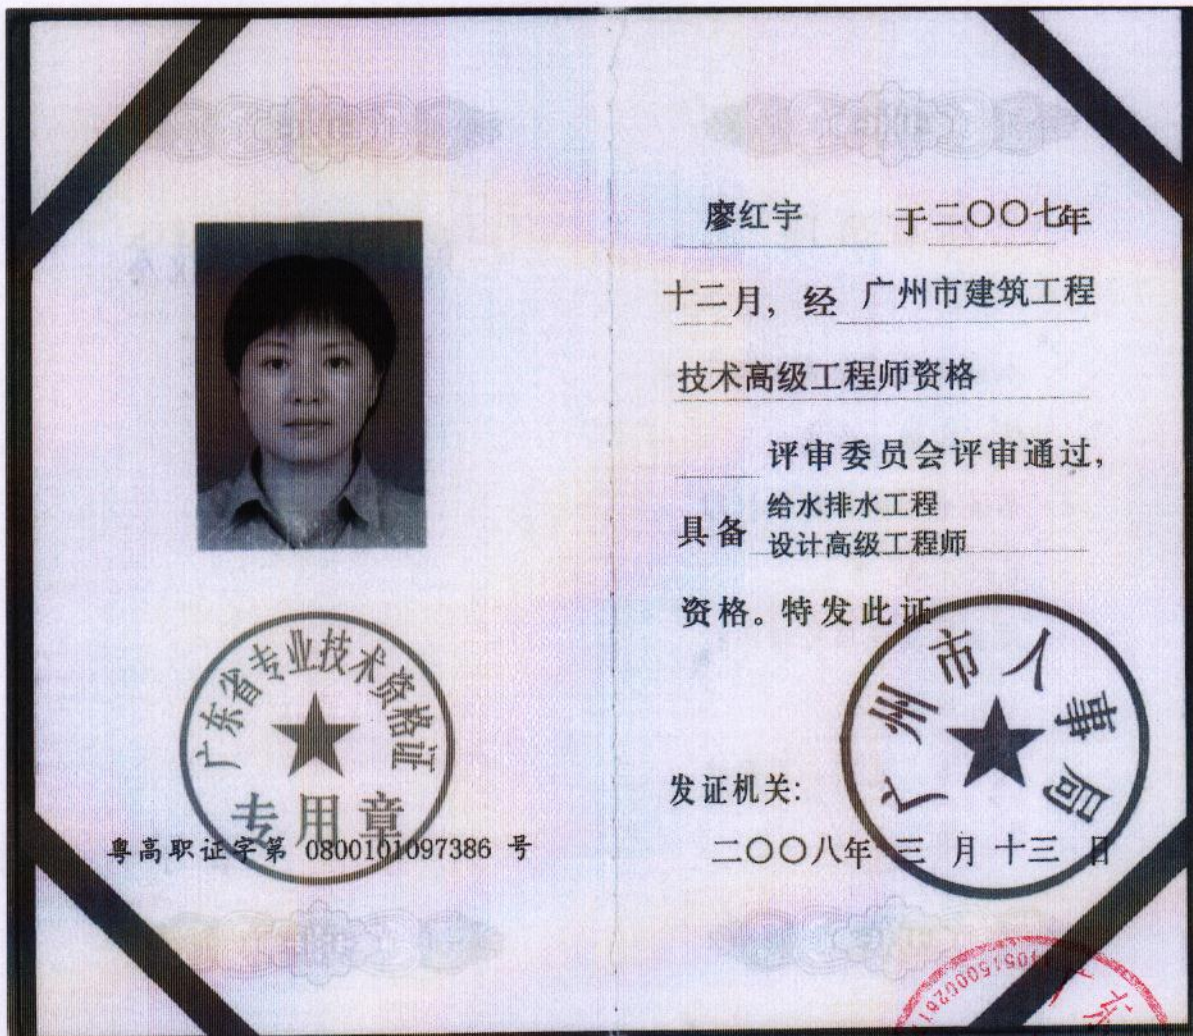 广东省专业技术资格证
专用章
粤高职证字第 0800101097386 号
廖红宇 于二〇〇七年
十二月，经 广州市建筑工程
技术高级工程师资格
评审委员会评审通过，
具备 给水排水工程
设计高级工程师
资格。特发此证
广州市人事局
发证机关:
二〇〇八年 三 月 十三 日